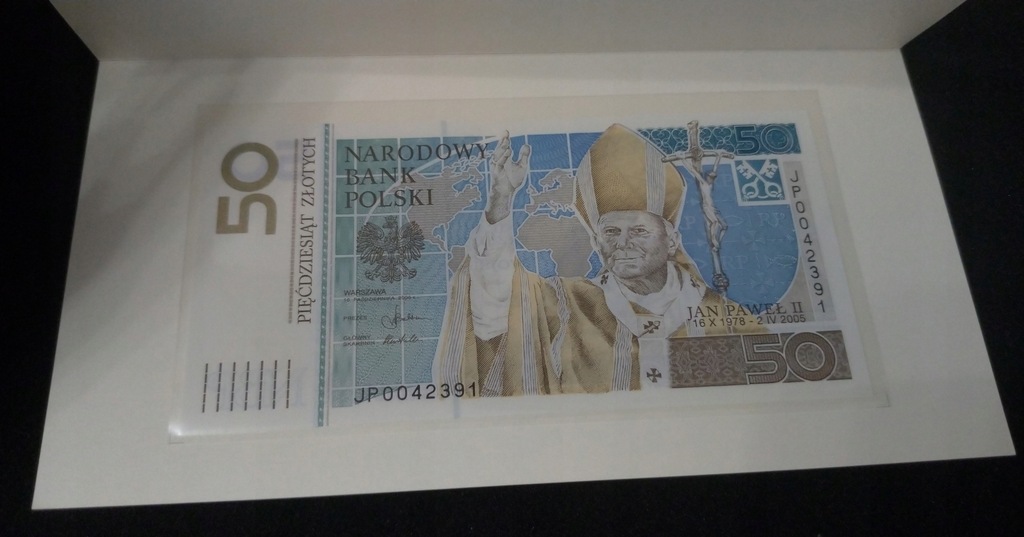 50
PIĘĆDZIESIĄT ZŁOTYCH
NARODOWY
BANK
POLSKI
WARSZAWA
PREZES
GŁÓWNY
SKARBNIK
JP0042391
50
JP0042391
JAN PAWEŁ II
16 X 1978 - 2 IV 2005
50